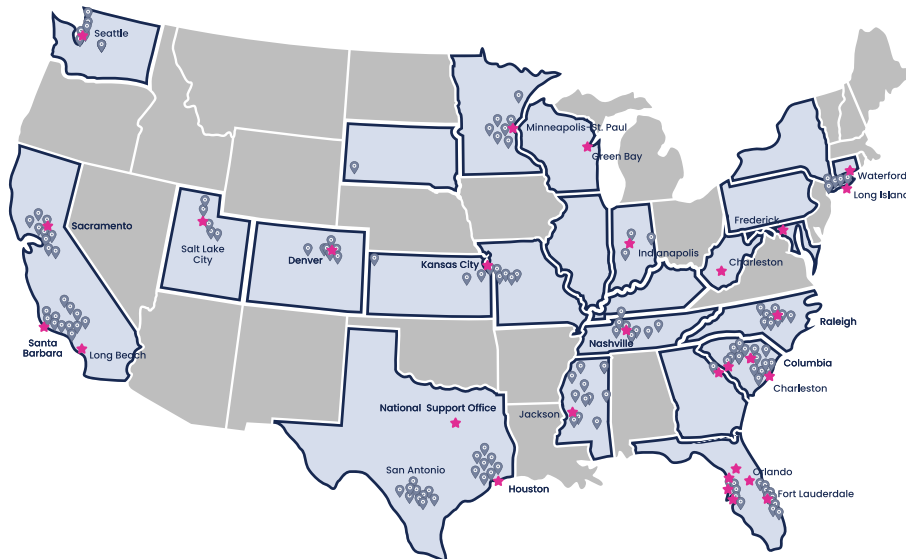 Seattle
Minneapolis-St. Paul
Green Bay
Waterford
Long Island
Sacramento
Frederick
Salt Lake
City
Denver
Kansas City
Indianapolis
Charleston
Santa
Barbara
Long Beach
Nashville
Raleigh
Columbia
Charleston
National Support Office
Jackson
San Antonio
Houston
Orlando
Fort Lauderdale